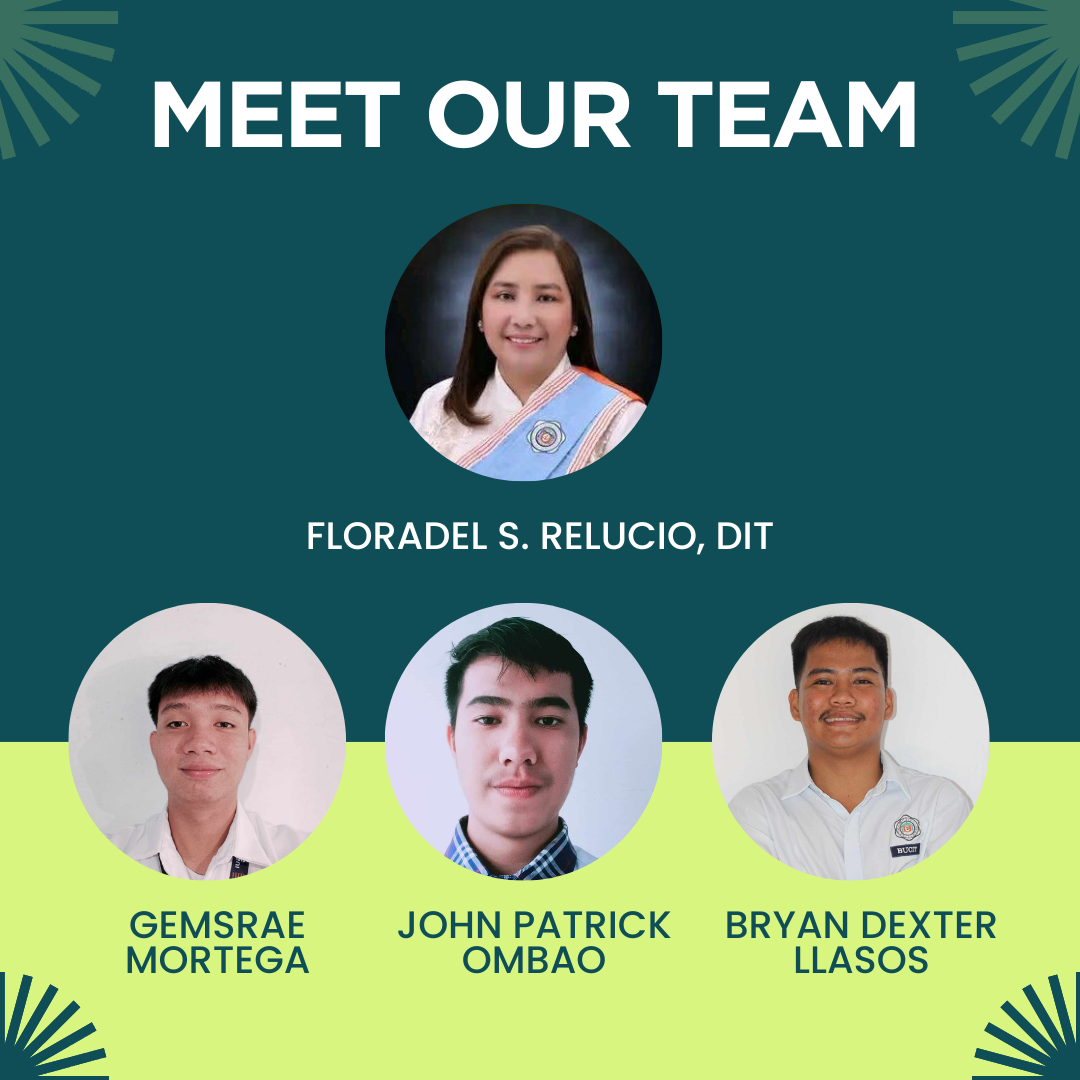 MEET OUR TEAM
FLORADEL S. RELUCIO, DIT
GEMSRAE
MORTEGA
JOHN PATRICK
OMBAO
BRYAN DEXTER
LLASOS
BUCIT